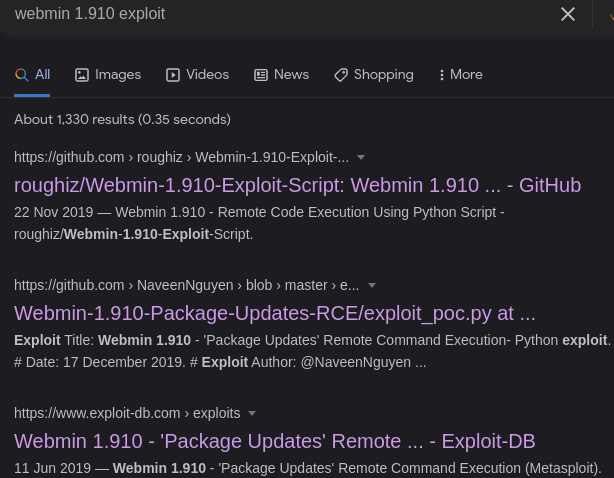 webmin 1.910 exploit
All Images Videos News Shopping More
About 1,330 results (0.35 seconds)
https://github.com › roughiz › Webmin-1.910-Exploit-...
roughiz/Webmin-1.910-Exploit-Script: Webmin 1.910 ... - GitHub
22 Nov 2019 — Webmin 1.910 - Remote Code Execution Using Python Script -
roughiz/Webmin-1.910-Exploit-Script.
https://github.com › NaveenNguyen › blob › master › e...
Webmin-1.910-Package-Updates-RCE/exploit_poc.py at ...
Exploit Title: Webmin 1.910 - 'Package Updates' Remote Command Execution- Python exploit.
# Date: 17 December 2019. # Exploit Author: @NaveenNguyen ...
https://www.exploit-db.com › exploits
Webmin 1.910 - 'Package Updates' Remote ... - Exploit-DB
11 Jun 2019 — Webmin 1.910 - 'Package Updates' Remote Command Execution (Metasploit).